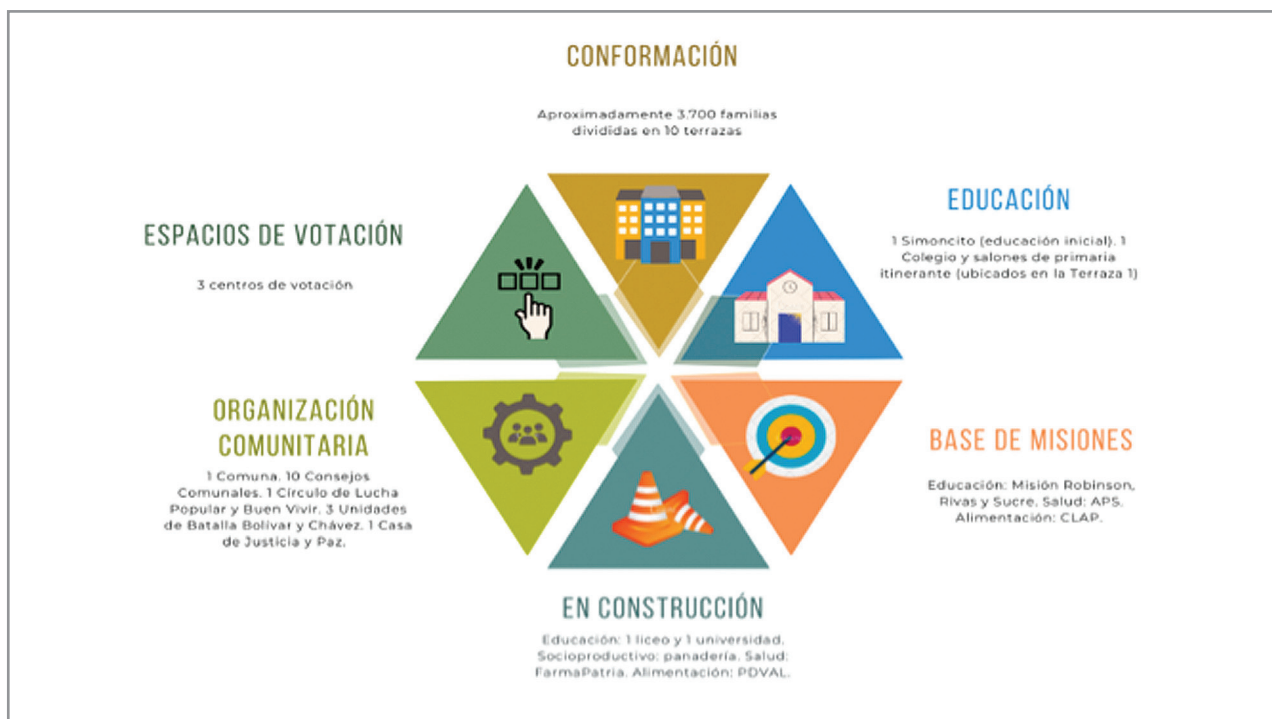 CONFORMACIÓN
Aproximadamente 3.700 familias
divididas en 10 terrazas
EDUCACIÓN
1 Simoncito (educación inicial). 1
Colegio y salones de primaria
itinerante (ubicados en la Terraza 1)
BASE DE MISIONES
Educación: Misión Robinson,
Rivas y Sucre. Salud: APS.
Alimentación: CLAP.
EN CONSTRUCCIÓN
Educación: 1 liceo y 1 universidad.
Socioproductivo: panadería. Salud:
FarmaPatria. Alimentación: PDVAL.
ORGANIZACIÓN
COMUNITARIA
1 Comuna. 10 Consejos
Comunales. 1 Círculo de Lucha
Popular y Buen Vivir. 3 Unidades
de Batalla Bolívar y Chávez. 1 Casa
de Justicia y Paz.
ESPACIOS DE VOTACIÓN
3 centros de votación